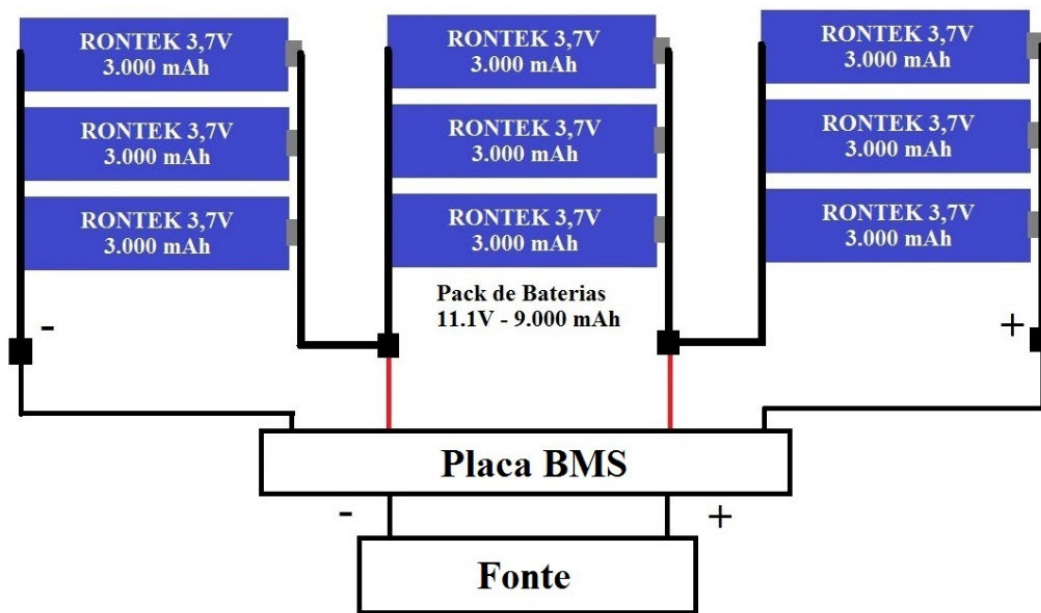 RONTEK 3,7V
3.000 mAh
RONTEK 3,7V
3.000 mAh
RONTEK 3,7V
3.000 mAh
RONTEK 3,7V
3.000 mAh
RONTEK 3,7V
3.000 mAh
RONTEK 3,7V
3.000 mAh
RONTEK 3,7V
3.000 mAh
RONTEK 3,7V
3.000 mAh
RONTEK 3,7V
3.000 mAh
Pack de Baterias
11.1V - 9.000 mAh
-
+
Placa BMS
-
+
Fonte